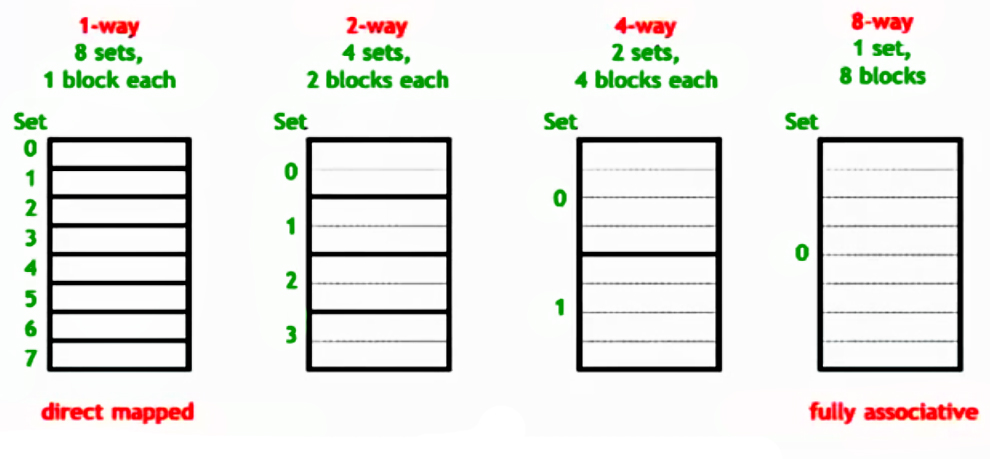 1-way
8 sets,
1 block each
Set
0
1
2
3
4
5
6
7
direct mapped
2-way
4 sets,
2 blocks each
Set
0
1
2
3
4-way
2 sets,
4 blocks each
Set
0
1
8-way
1 set,
8 blocks
Set
0
fully associative